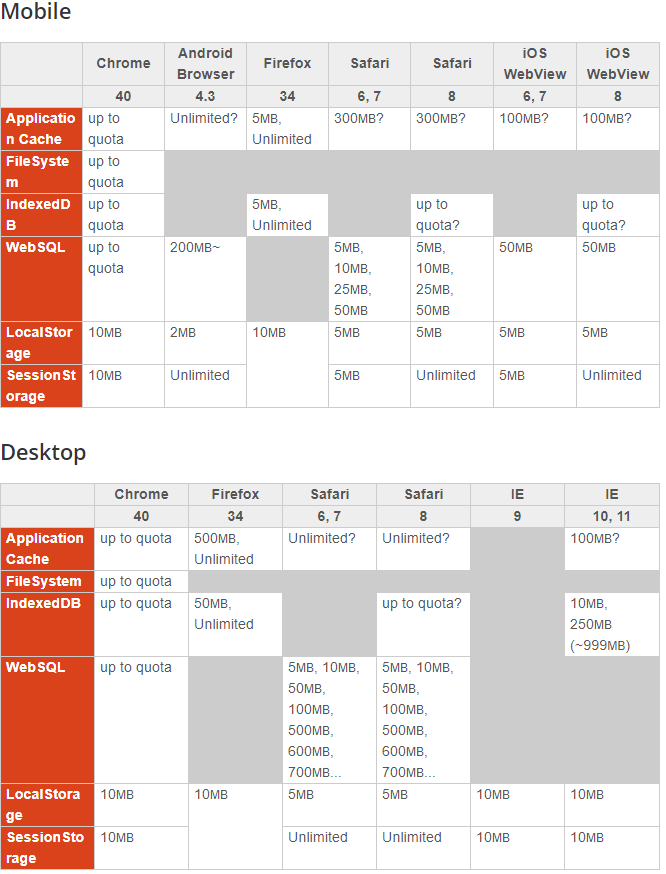 Mobile
Chrome Android Browser Firefox Safari Safari iOS WebView iOS WebView
40 4.3 34 6, 7 8 6, 7 8
Application Cache up to quota Unlimited? 5MB, Unlimited 300MB? 300MB? 100MB? 100MB?
FileSystem up to quota
IndexedDB up to quota 5MB, Unlimited up to quota? up to quota?
WebSQL up to quota 200MB~ 5MB, 10MB, 25MB, 50MB 5MB, 10MB, 25MB, 50MB 50MB 50MB
LocalStorage 10MB 2MB 10MB 5MB 5MB 5MB 5MB
SessionStorage 10MB Unlimited 5MB Unlimited 5MB Unlimited
Desktop
Chrome Firefox Safari Safari IE IE
40 34 6, 7 8 9 10, 11
Application Cache up to quota 500MB, Unlimited Unlimited? Unlimited? 100MB?
FileSystem up to quota
IndexedDB up to quota 50MB, Unlimited up to quota? 10MB, 250MB (~999MB)
WebSQL up to quota 5MB, 10MB, 50MB, 100MB, 500MB, 600MB, 700MB... 5MB, 10MB, 50MB, 100MB, 500MB, 600MB, 700MB...
LocalStorage 10MB 10MB 5MB 5MB 10MB 10MB
SessionStorage 10MB Unlimited Unlimited 10MB 10MB